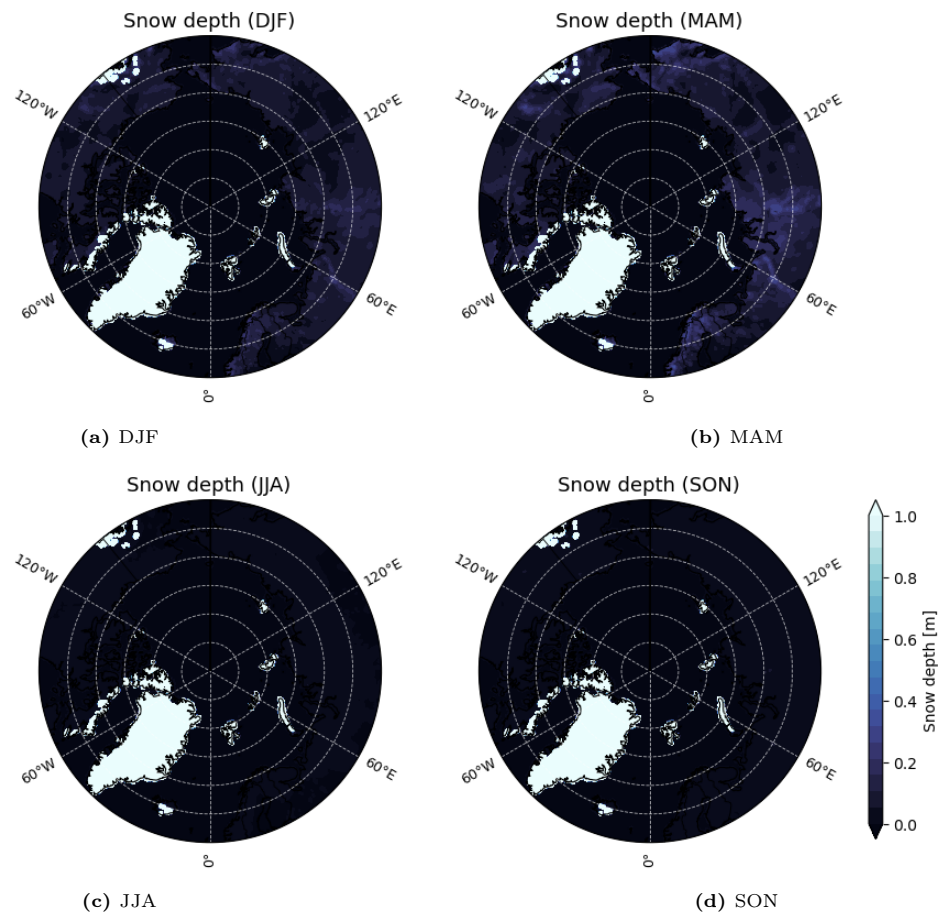 Snow depth (DJF)
Snow depth (MAM)
120°W
120°E
60°W
60°E
0°
120°W
120°E
60°W
60°E
0°
(a) DJF
(b) MAM
Snow depth (JJA)
Snow depth (SON)
120°W
120°E
60°W
60°E
0°
120°W
120°E
60°W
60°E
0°
1.0
0.8
0.6
0.4
0.2
0.0
Snow depth [m]
(c) JJA
(d) SON